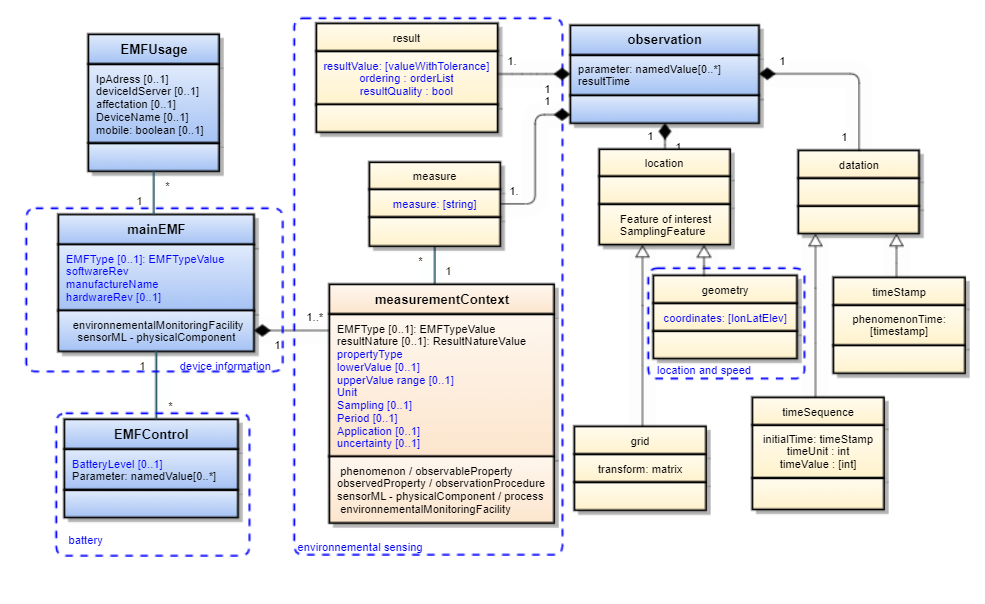 EMFUsage
IpAdress [0..1]
deviceIdServer [0..1]
affectation [0..1]
DeviceName [0..1]
mobile: boolean [0..1]
*
1
mainEMF
EMFType [0..1]: EMFTypeValue
softwareRev
manufactureName
hardwareRev [0..1]
environnementalMonitoringFacility
sensorML - physicalComponent
device information
1
*
1
1..*
EMFControl
BatteryLevel [0..1]
Parameter: namedValue[0..*]
battery
result
resultValue: [valueWithTolerance]
ordering : orderList
resultQuality : bool
1.
1
1
measure
measure: [string]
1.
*
1
measurementContext
EMFType [0..1]: EMFTypeValue
resultNature [0..1]: ResultNatureValue
propertyType
lowerValue [0..1]
upperValue range [0..1]
Unit
Sampling [0..1]
Period [0..1]
Application [0..1]
uncertainty [0..1]
phenomenon / observableProperty
observedProperty / observationProcedure
sensorML - physicalComponent / process
environnementalMonitoringFacility
environnemental sensing
observation
parameter: namedValue[0..*]
resultTime
1
1
1
1
location
Feature of interest
SamplingFeature
datation
geometry
coordinates: [lonLatElev]
location and speed
timeStamp
phenomenonTime:
[timestamp]
grid
transform: matrix
timeSequence
initialTime: timeStamp
timeUnit : int
timeValue : [int]